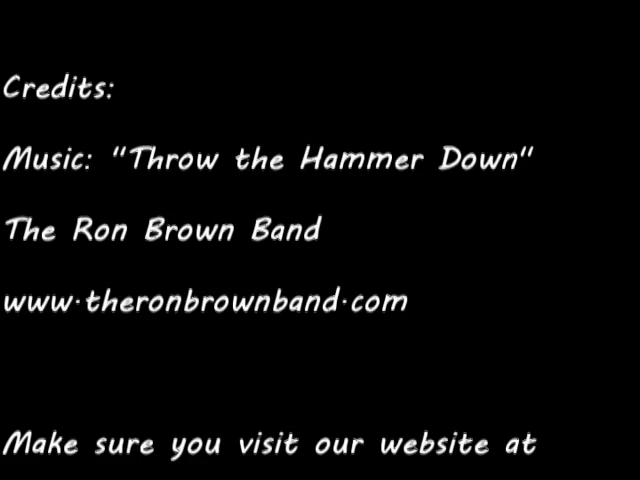 Credits:
Music: "Throw the Hammer Down"
The Ron Brown Band
www.theronbrownband.com
Make sure you visit our website at